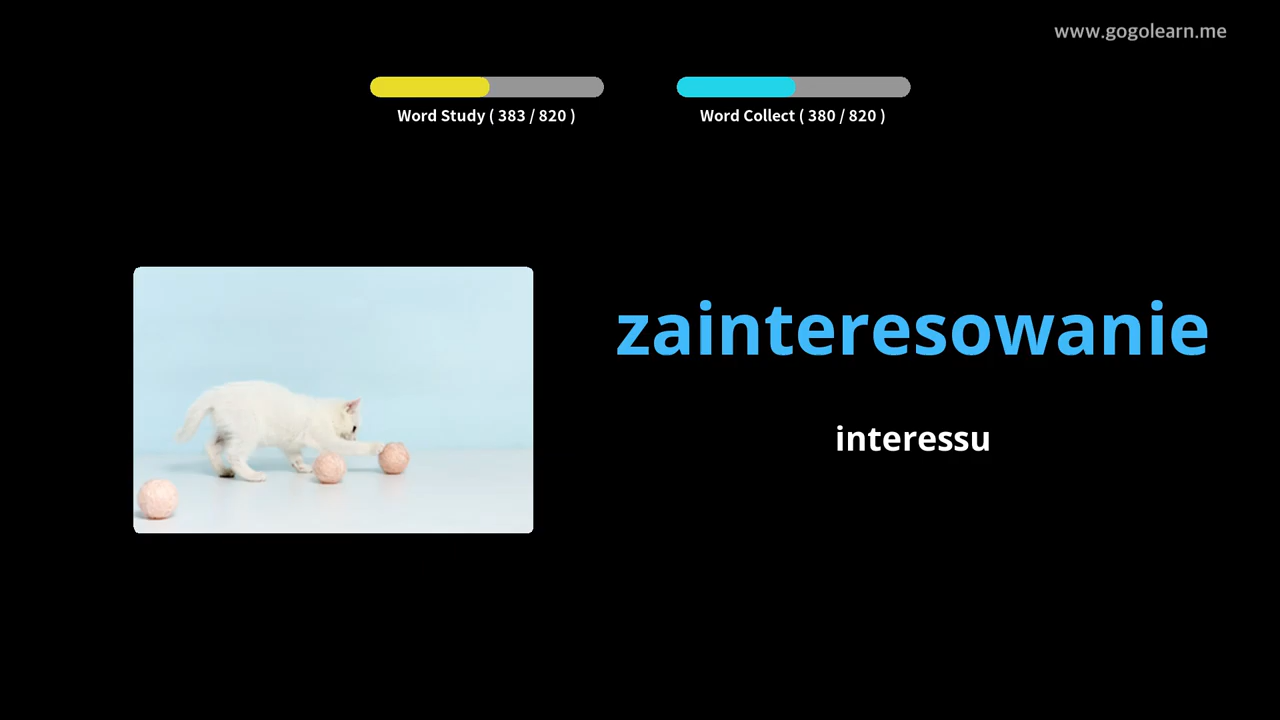 www.gogolearn.me
Word Study ( 383 / 820 )
Word Collect ( 380 / 820 )
zainteresowanie
interessu